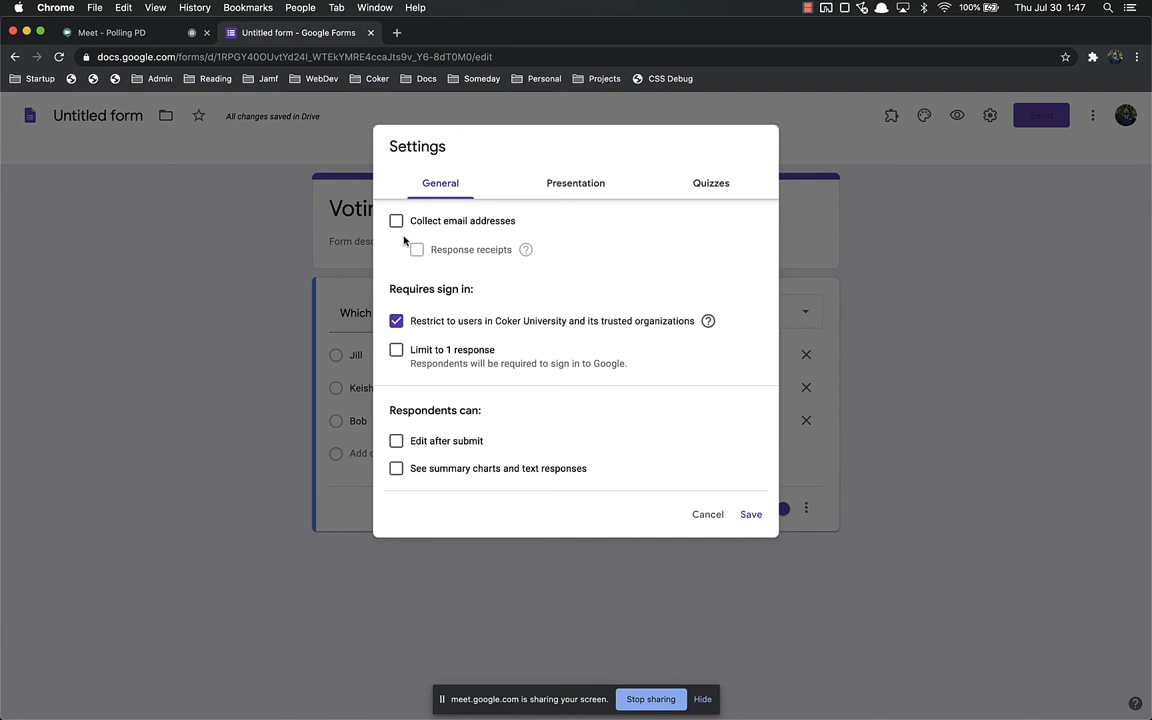 Chrome File Edit View History Bookmarks People Tab Window Help 100% Thu Jul 30 1:47
Meet - Polling PD Untitled form - Google Forms
docs.google.com/forms/d/1RPGY40OUvtYd24I_WTEkYMRE4ccaJts9v_Y6-8dT0M0/edit
Startup Admin Reading Jamf WebDev Coker Docs Someday Personal Projects CSS Debug
Untitled form All changes saved in Drive Send
Settings
General Presentation Quizzes
Collect email addresses
Response receipts
Requires sign in:
Restrict to users in Coker University and its trusted organizations
Limit to 1 response
Respondents will be required to sign in to Google.
Respondents can:
Edit after submit
See summary charts and text responses
Cancel Save
Form
Which
Jill
Keish
Bob
Add
meet.google.com is sharing your screen. Stop sharing Hide